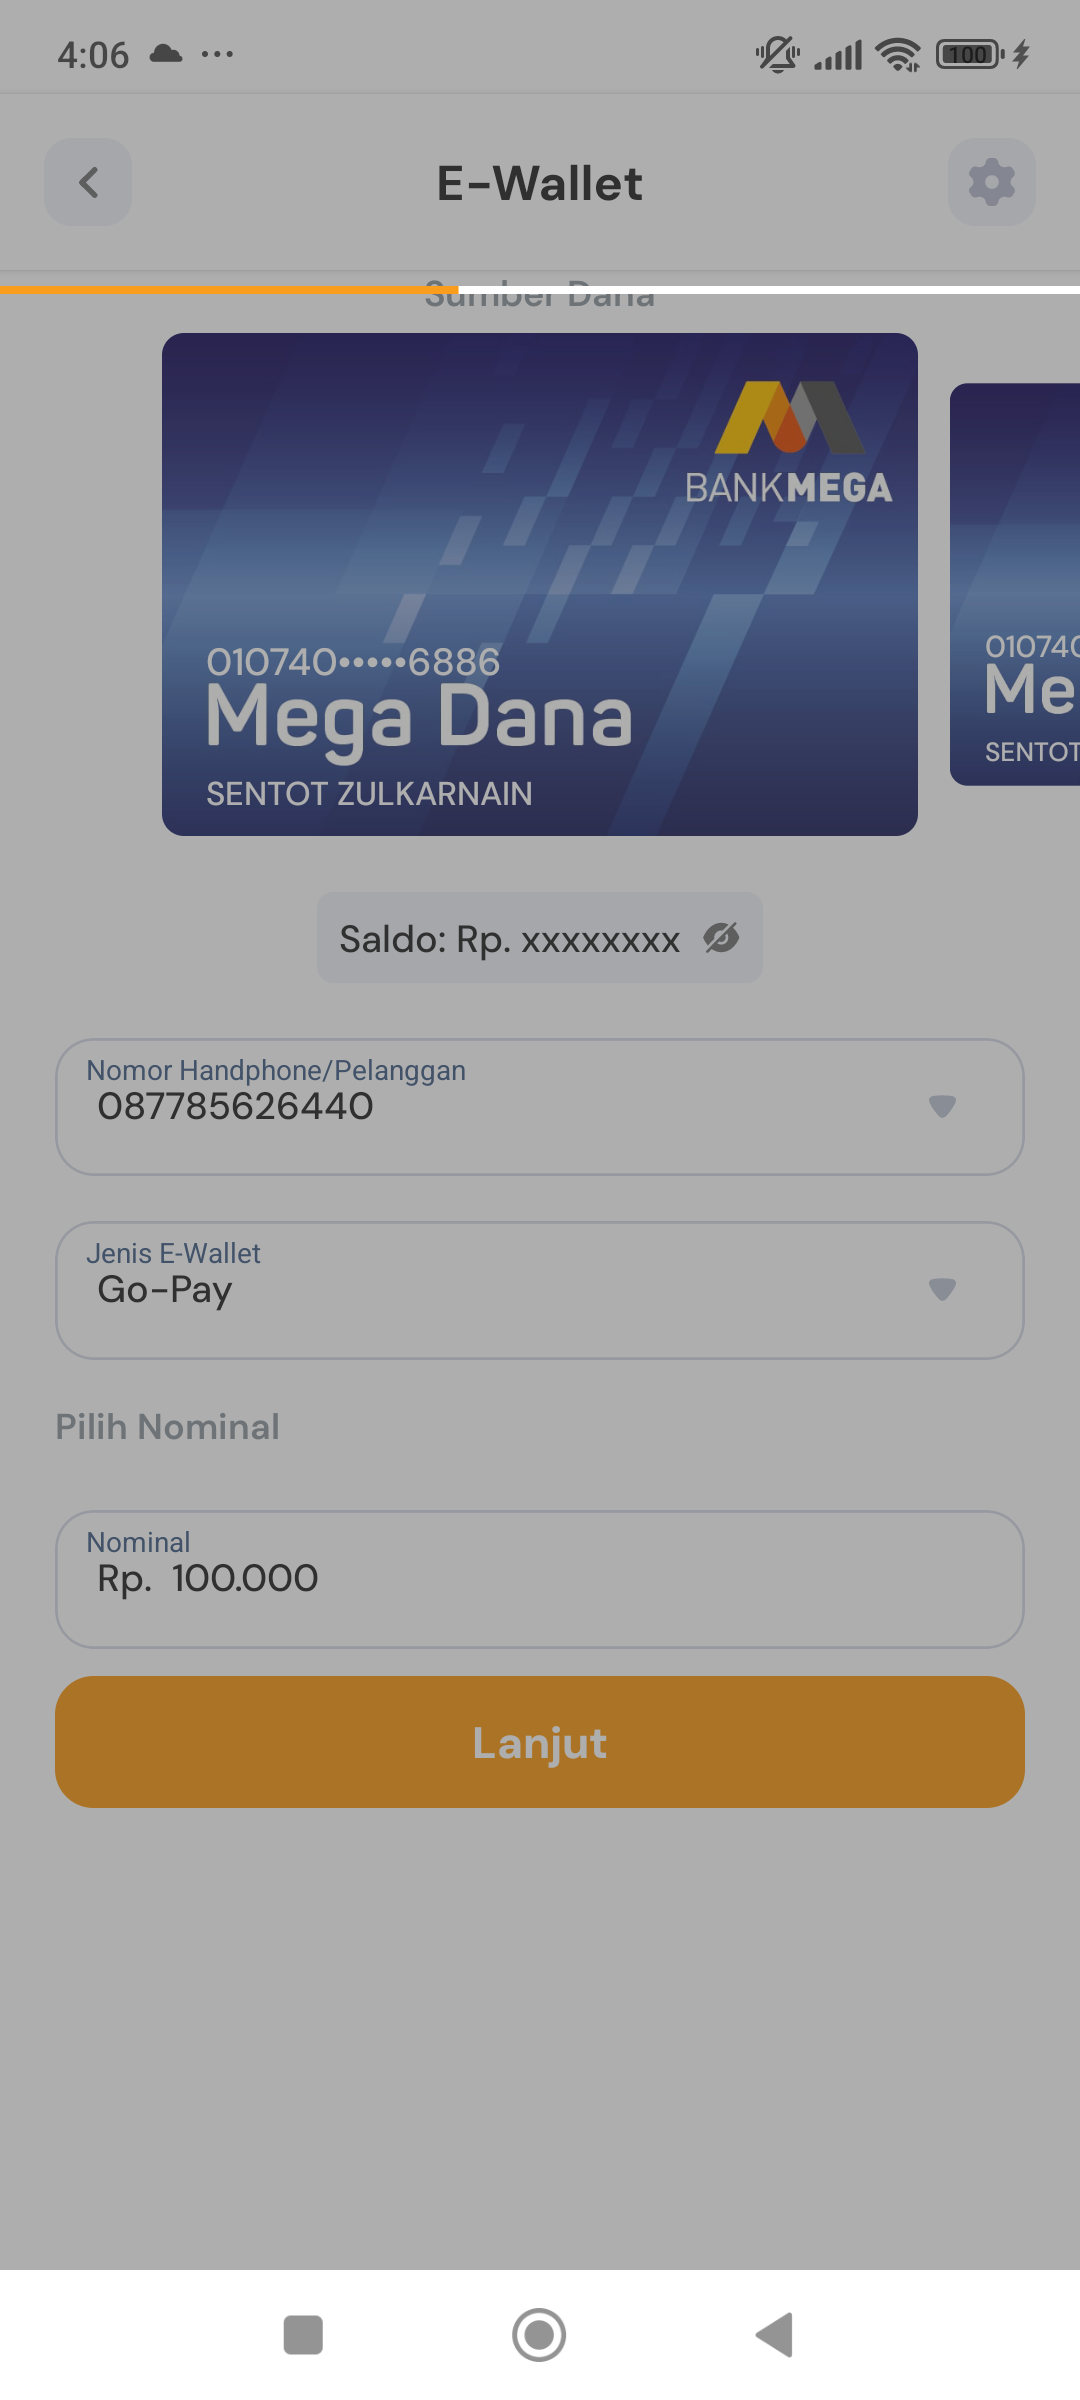 4:06
100
E-Wallet
Sumber Dana
BANKMEGA
010740•••••6886
Mega Dana
SENTOT ZULKARNAIN
010740
Me
SENTOT
Saldo: Rp. xxxxxxxx
Nomor Handphone/Pelanggan
087785626440
Jenis E-Wallet
Go-Pay
Pilih Nominal
Nominal
Rp. 100.000
Lanjut